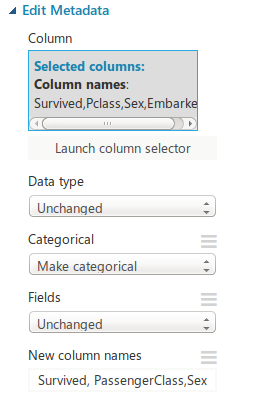 Edit Metadata
Column
Selected columns:
Column names:
Survived,Pclass,Sex,Embarke
Launch column selector
Data type
Unchanged
Categorical
Make categorical
Fields
Unchanged
New column names
Survived, PassengerClass,Sex